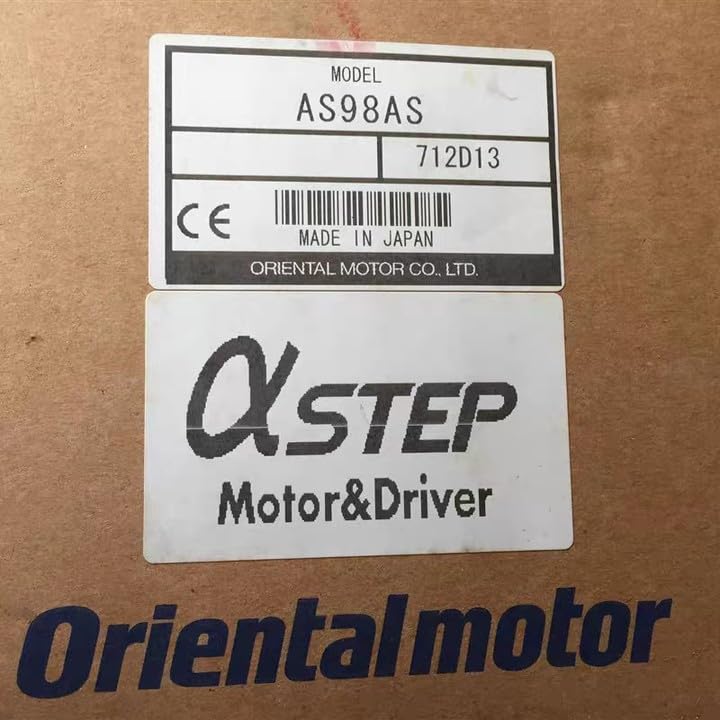 MODEL
AS98AS
712D13
CE
MADE IN JAPAN
ORIENTAL MOTOR CO., LTD.
αSTEP
Motor&Driver
Orientalmotor